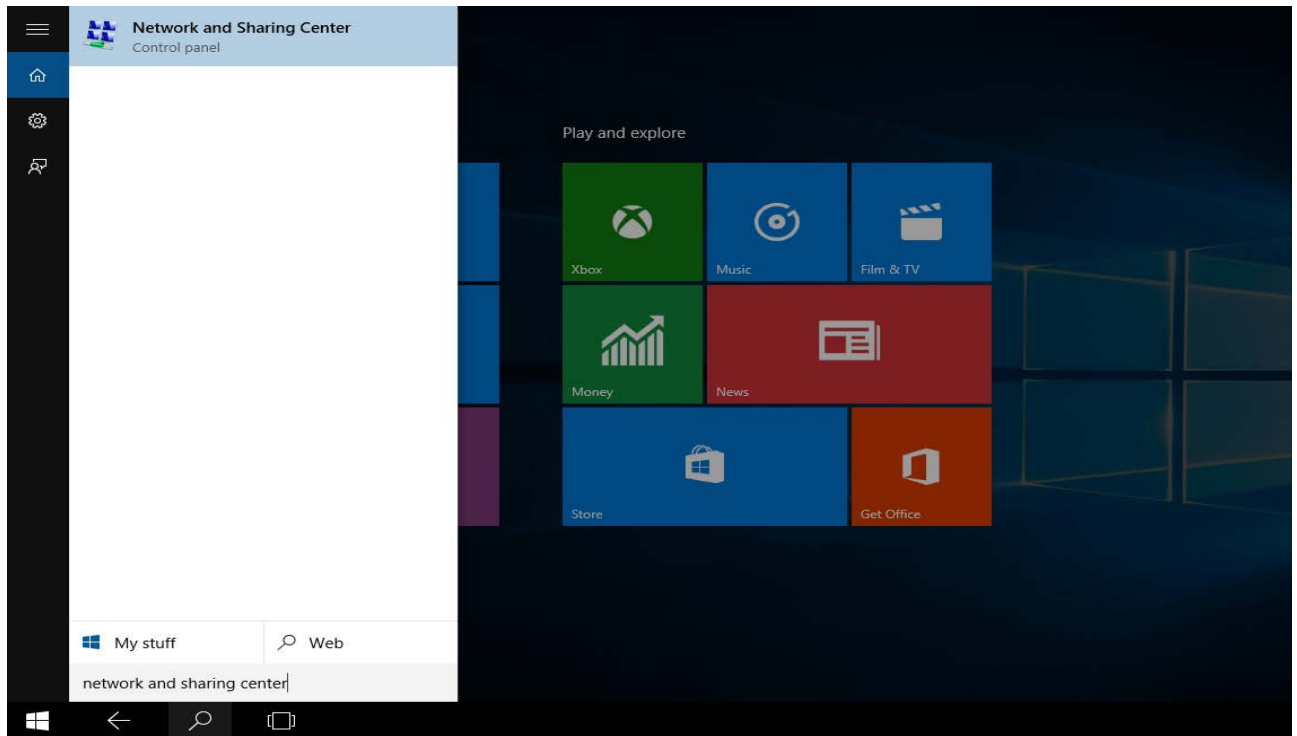 Network and Sharing Center
Control panel
Play and explore
Xbox
Music
Film & TV
Money
News
Store
Get Office
My stuff
Web
network and sharing center